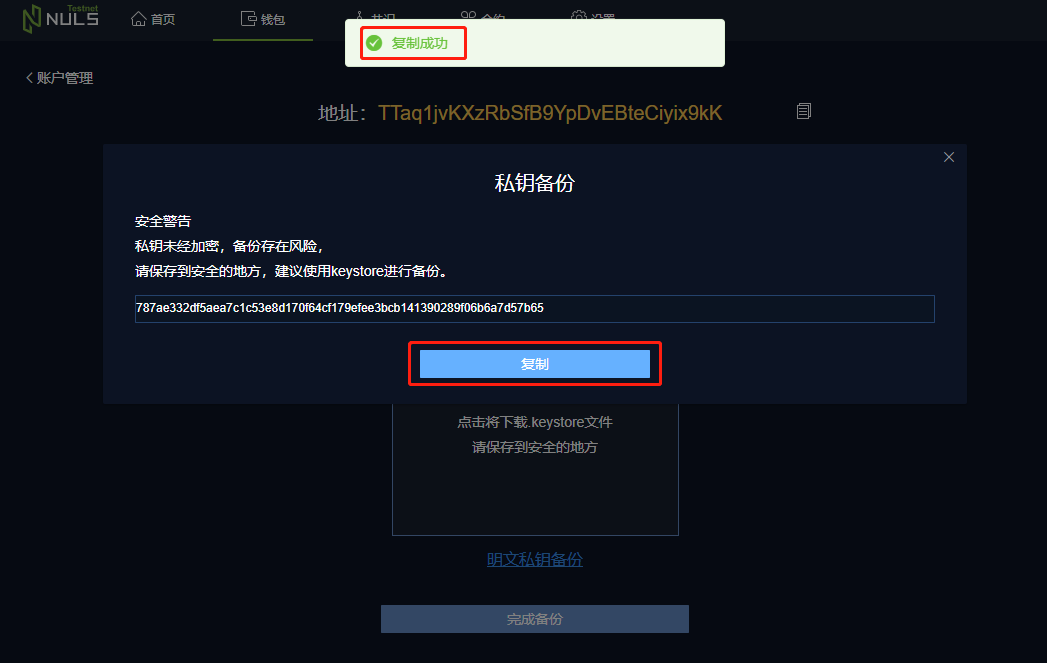 Testnet
NULS
首页
钱包
共识
合约
设置
复制成功
账户管理
地址: TTaq1jvKXzRbSfB9YpDvEBteCiyix9kK
私钥备份
安全警告
私钥未经加密，备份存在风险，
请保存到安全的地方，建议使用keystore进行备份。
787ae332df5aea7c1c53e8d170f64cf179efee3bcb141390289f06b6a7d57b65
复制
点击将下载.keystore文件
请保存到安全的地方
明文私钥备份
完成备份